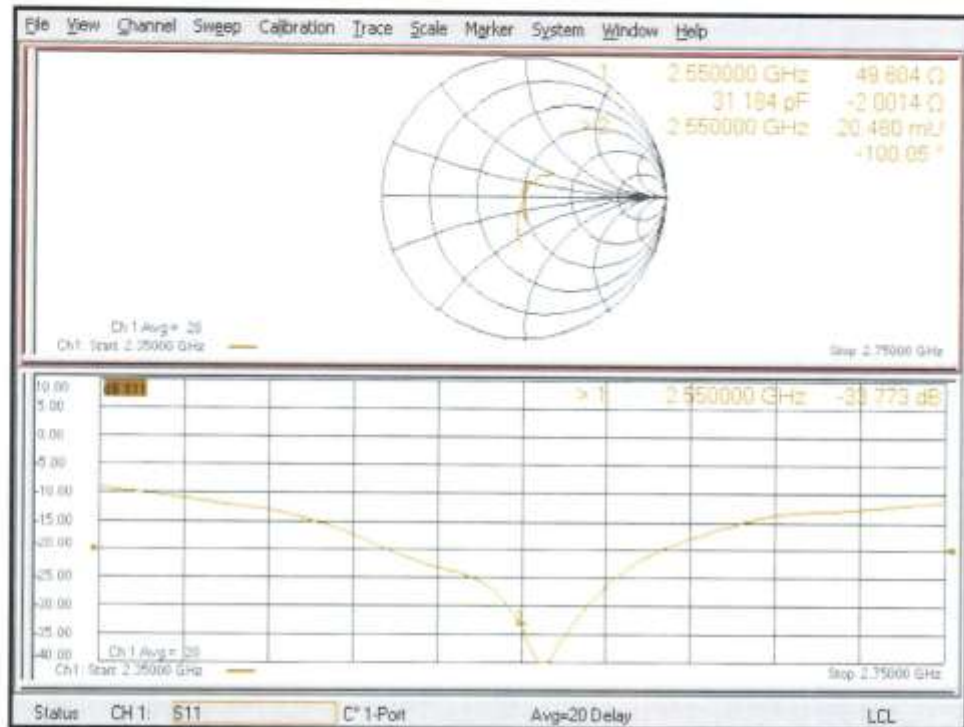 File View Channel Sweep Calibration Trace Scale Marker System Window Help
1 2.550000 GHz 49.804 Ω
31.184 pF -2.0014 Ω
2 2.550000 GHz 20.480 mU
-100.05 °
Ch 1 Avg = 20
Ch1: Start 2.35000 GHz
Stop 2.75000 GHz
10.00
> 1 2.550000 GHz -33.773 dB
5.00
0.00
-5.00
-10.00
-15.00
-20.00
-25.00
-30.00
-35.00
-40.00
Ch 1 Avg = 20
Ch1: Start 2.35000 GHz
Stop 2.75000 GHz
Status CH 1: S11 C* 1-Port Avg=20 Delay LCL